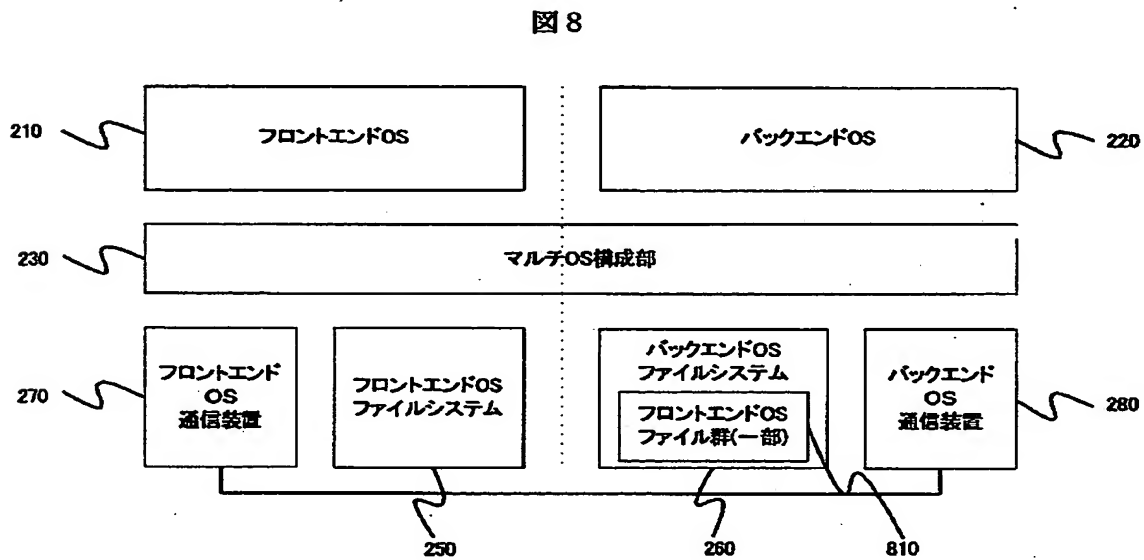 図8
210
フロントエンドOS
バックエンドOS
220
230
マルチOS構成部
270
フロントエンド
OS
通信装置
フロントエンドOS
ファイルシステム
バックエンドOS
ファイルシステム
フロントエンドOS
ファイル群(一部)
バックエンド
OS
通信装置
280
250
260
810